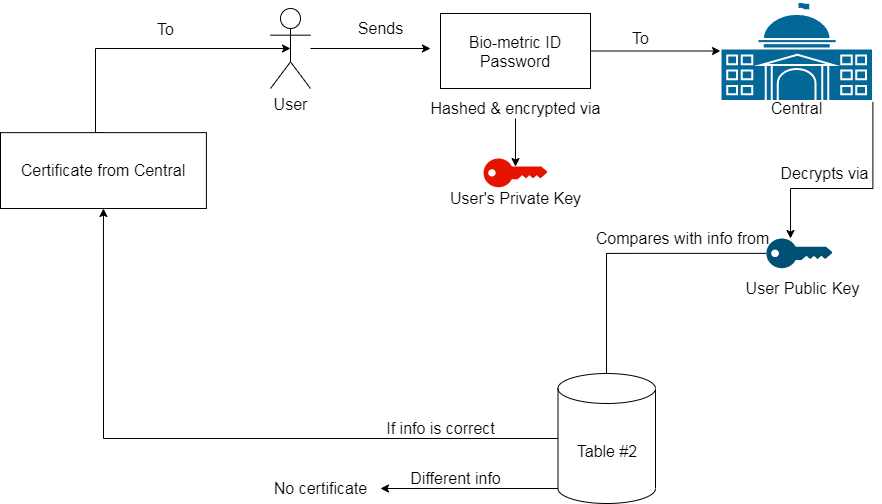 To
Sends
Bio-metric ID
Password
To
User
Hashed & encrypted via
Central
Certificate from Central
Decrypts via
User's Private Key
Compares with info from
User Public Key
If info is correct
Table #2
Different info
No certificate